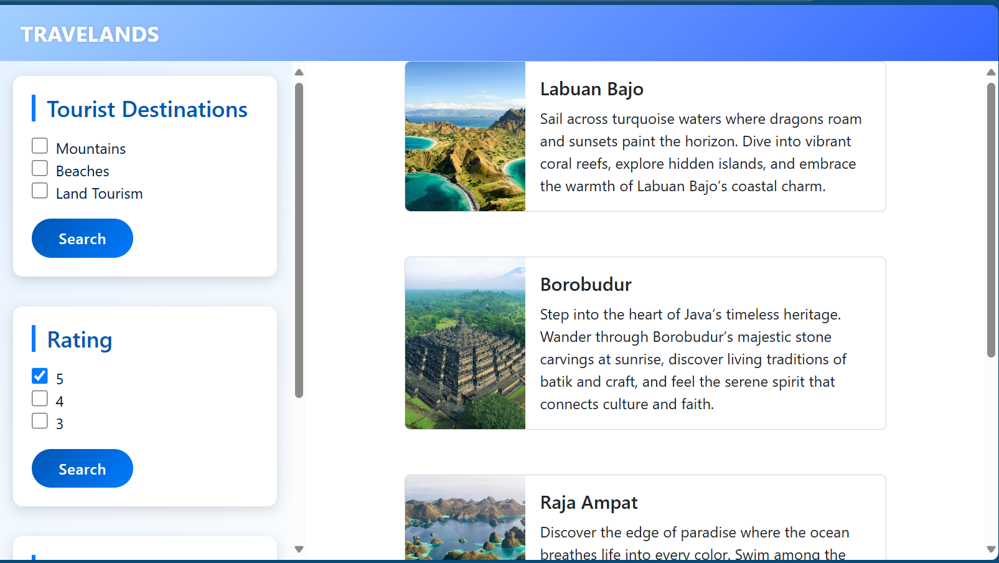 TRAVELANDS
Tourist Destinations
Mountains
Beaches
Land Tourism
Search
Rating
5
4
3
Search
Labuan Bajo
Sail across turquoise waters where dragons roam
and sunsets paint the horizon. Dive into vibrant
coral reefs, explore hidden islands, and embrace
the warmth of Labuan Bajo’s coastal charm.
Borobudur
Step into the heart of Java’s timeless heritage.
Wander through Borobudur’s majestic stone
carvings at sunrise, discover living traditions of
batik and craft, and feel the serene spirit that
connects culture and faith.
Raja Ampat
Discover the edge of paradise where the ocean
breathes life into every color. Swim among the